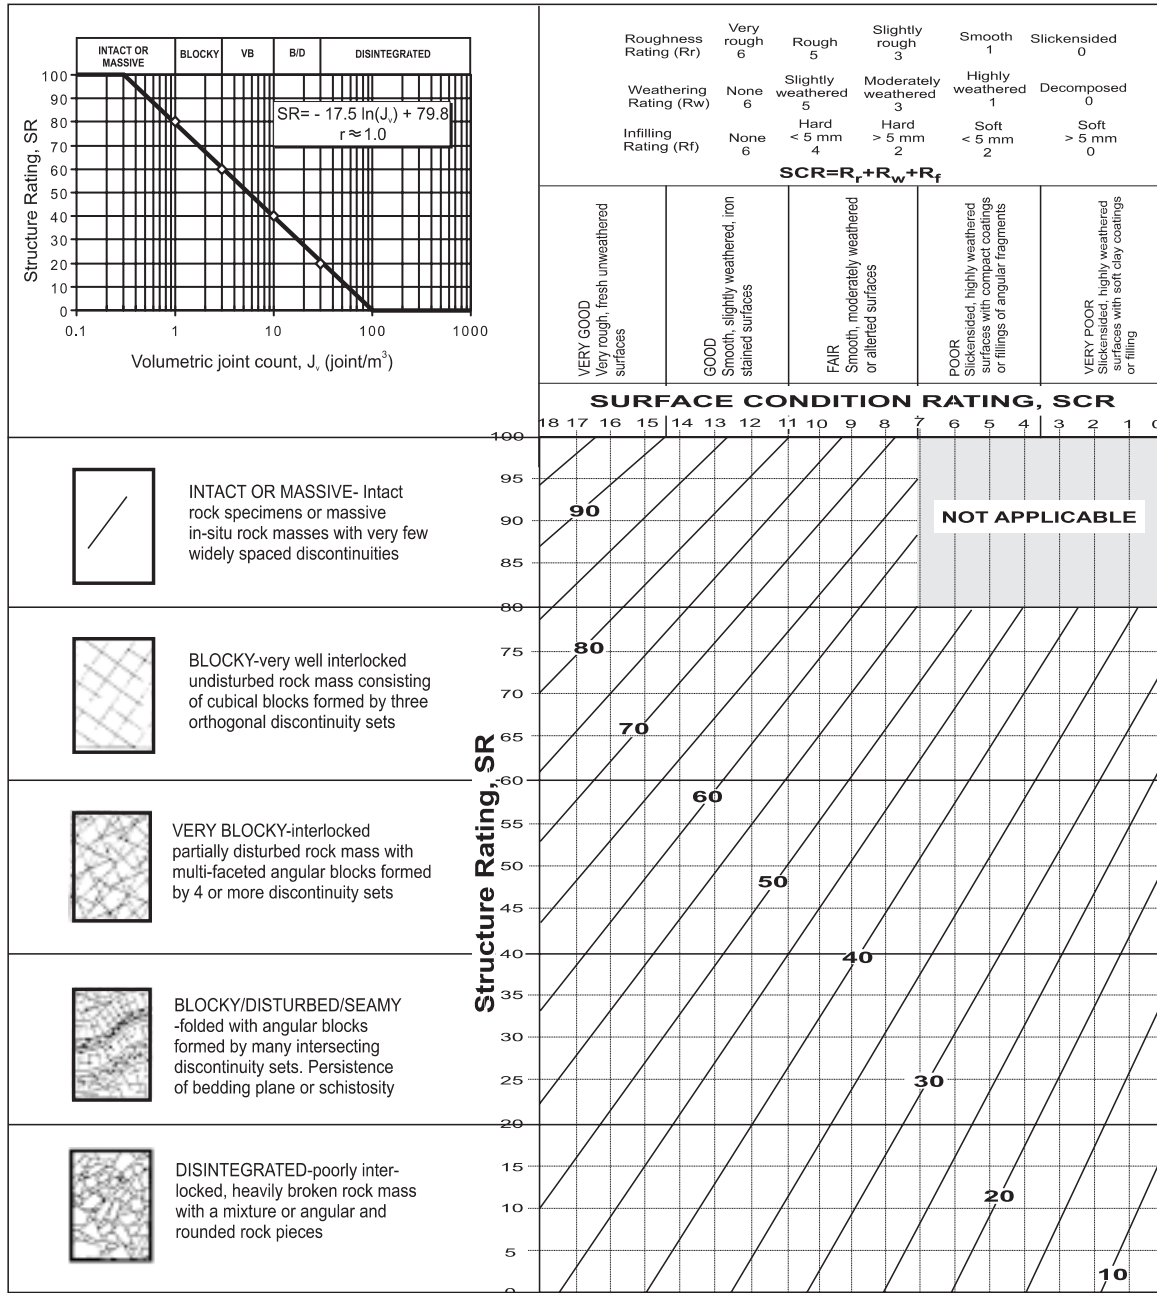 INTACT OR
MASSIVE
BLOCKY
VB
B/D
DISINTEGRATED
SR= - 17.5 ln(Jv) + 79.8
r ≈ 1.0
Structure Rating, SR
100
90
80
70
60
50
40
30
20
10
0
0.1 1 10 100 1000
Volumetric joint count, Jv (joint/m³)
Roughness
Rating (Rr)
Very
rough
6
Rough
5
Slightly
rough
3
Smooth
1
Slickensided
0
Weathering
Rating (Rw)
None
6
Slightly
weathered
5
Moderately
weathered
3
Highly
weathered
1
Decomposed
0
Infilling
Rating (Rf)
None
6
Hard
< 5 mm
4
Hard
> 5 mm
2
Soft
< 5 mm
2
Soft
> 5 mm
0
SCR=Rr+Rw+Rf
VERY GOOD
Very rough, fresh unweathered
surfaces
GOOD
Smooth, slightly weathered, iron
stained surfaces
FAIR
Smooth, moderately weathered
or alterted surfaces
POOR
Slickensided, highly weathered
surfaces with compact coatings
or fillings of angular fragments
VERY POOR
Slickensided, highly weathered
surfaces with soft clay coatings
or filling
SURFACE CONDITION RATING, SCR
18 17 16 15 14 13 12 11 10 9 8 7 6 5 4 3 2 1 0
Structure Rating, SR
100
95
90
85
80
75
70
65
60
55
50
45
40
35
30
25
20
15
10
5
0
90
80
70
60
50
40
30
20
10
NOT APPLICABLE
INTACT OR MASSIVE- Intact
rock specimens or massive
in-situ rock masses with very few
widely spaced discontinuities
BLOCKY-very well interlocked
undisturbed rock mass consisting
of cubical blocks formed by three
orthogonal discontinuity sets
VERY BLOCKY-interlocked
partially disturbed rock mass with
multi-faceted angular blocks formed
by 4 or more discontinuity sets
BLOCKY/DISTURBED/SEAMY
-folded with angular blocks
formed by many intersecting
discontinuity sets. Persistence
of bedding plane or schistosity
DISINTEGRATED-poorly inter-
locked, heavily broken rock mass
with a mixture or angular and
rounded rock pieces